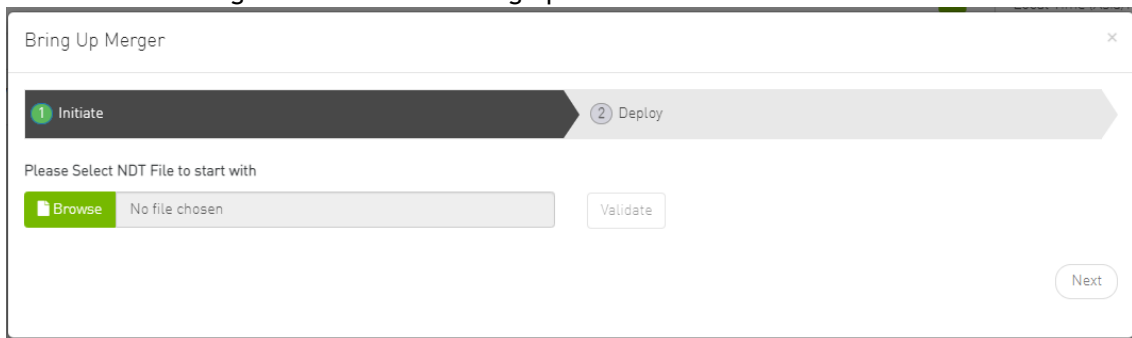 Bring Up Merger
×
1 Initiate
2 Deploy
Please Select NDT File to start with
Browse No file chosen
Validate
Next